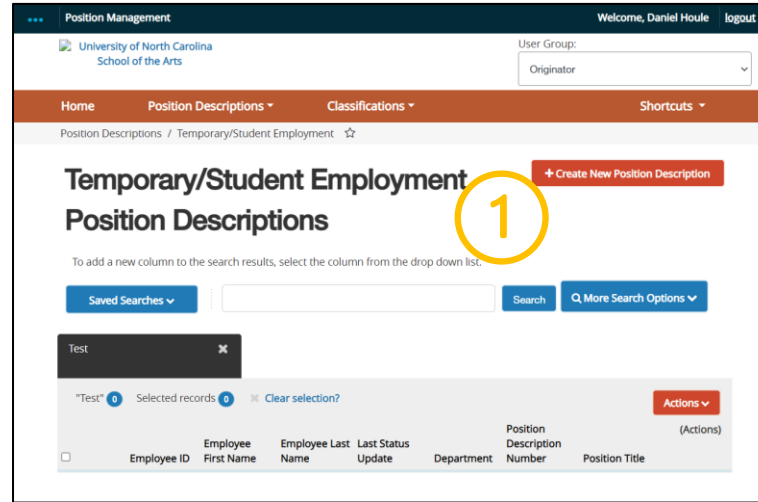 Position Management
Welcome, Daniel Houle logout
University of North Carolina
School of the Arts
User Group:
Originator
Home Position Descriptions Classifications Shortcuts
Position Descriptions / Temporary/Student Employment
Temporary/Student Employment
Position Descriptions
+ Create New Position Description
1
To add a new column to the search results, select the column from the drop down list.
Saved Searches
Search
More Search Options
Test
"Test" 0 Selected records 0 Clear selection?
Actions
(Actions)
Employee ID
Employee
First Name
Employee Last
Name
Last Status
Update
Department
Position
Description
Number
Position Title